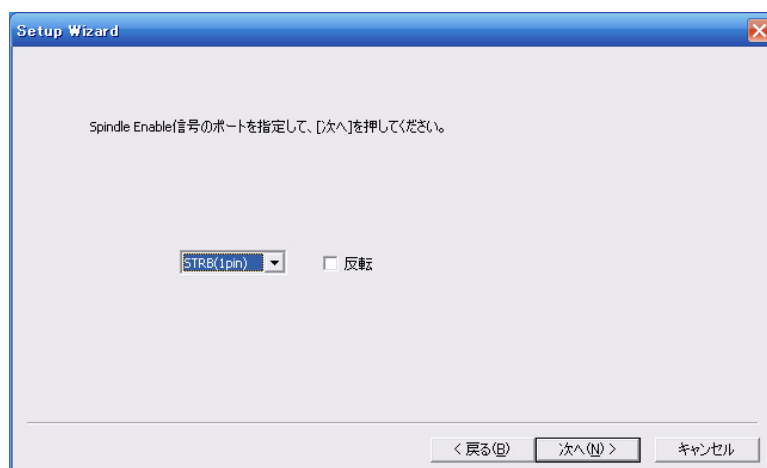 Setup Wizard
Spindle Enable信号のポートを指定して、[次へ]を押してください。
STRB(1pin) 反転
< 戻る(B) 次へ(N) > キャンセル